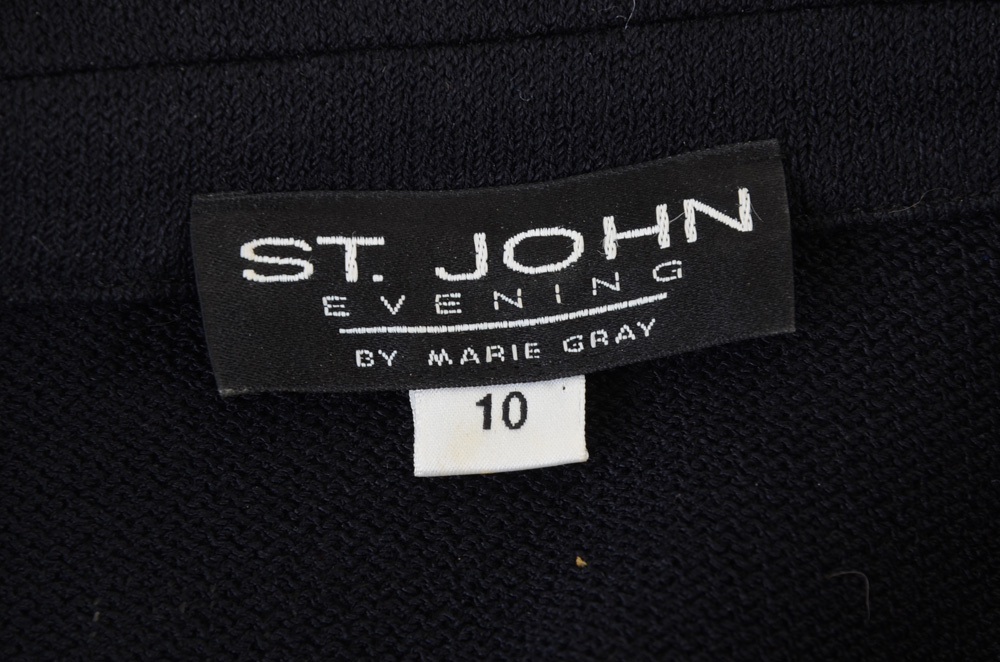 ST. JOHN
EVENING
BY MARIE GRAY
10